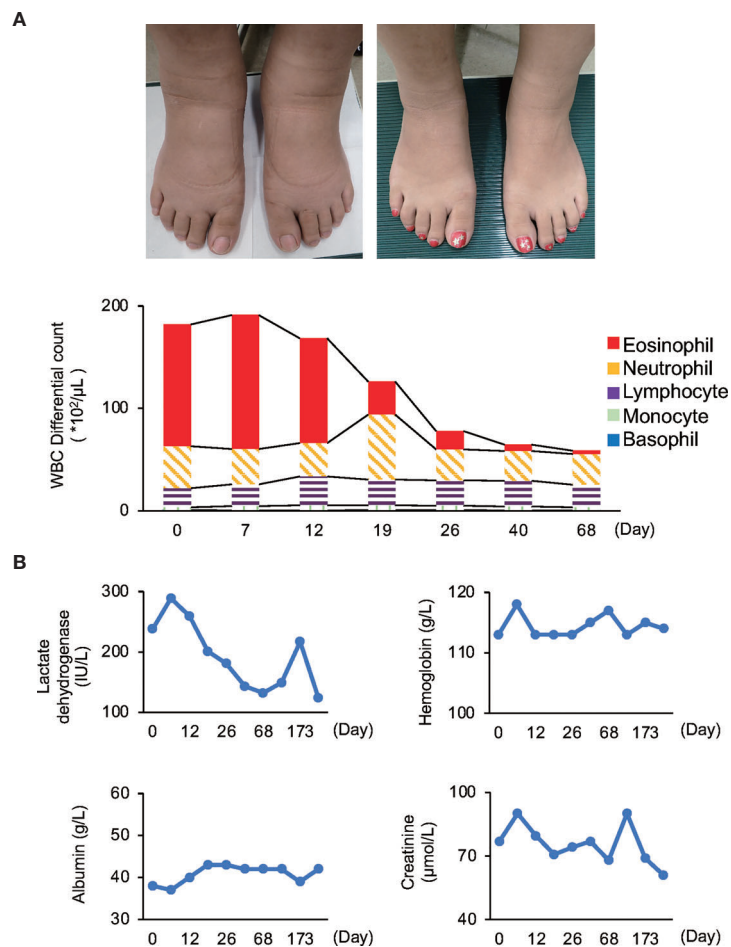 A
200
100
0
WBC Differential count
( *10²/μL)
Eosinophil
Neutrophil
Lymphocyte
Monocyte
Basophil
0 7 12 19 26 40 68 (Day)
B
300
200
100
Lactate
dehydrogenase
(IU/L)
0 12 26 68 173 (Day)
120
110
100
Hemoglobin (g/L)
0 12 26 68 173 (Day)
60
50
40
30
Albumin (g/L)
0 12 26 68 173 (Day)
100
70
40
Creatinine
(μmol/L)
0 12 26 68 173 (Day)